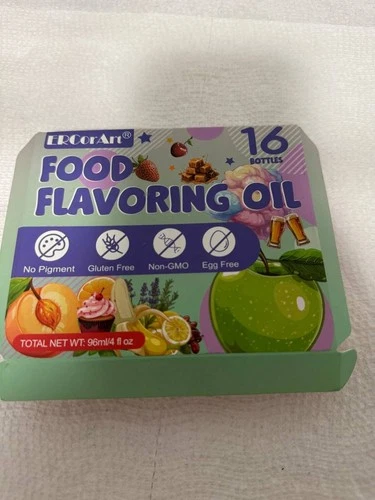 ERCorArt®
16
BOTTLES
FOOD
FLAVORING OIL
No Pigment
Gluten Free
Non-GMO
Egg Free
TOTAL NET WT: 96ml/4 fl oz